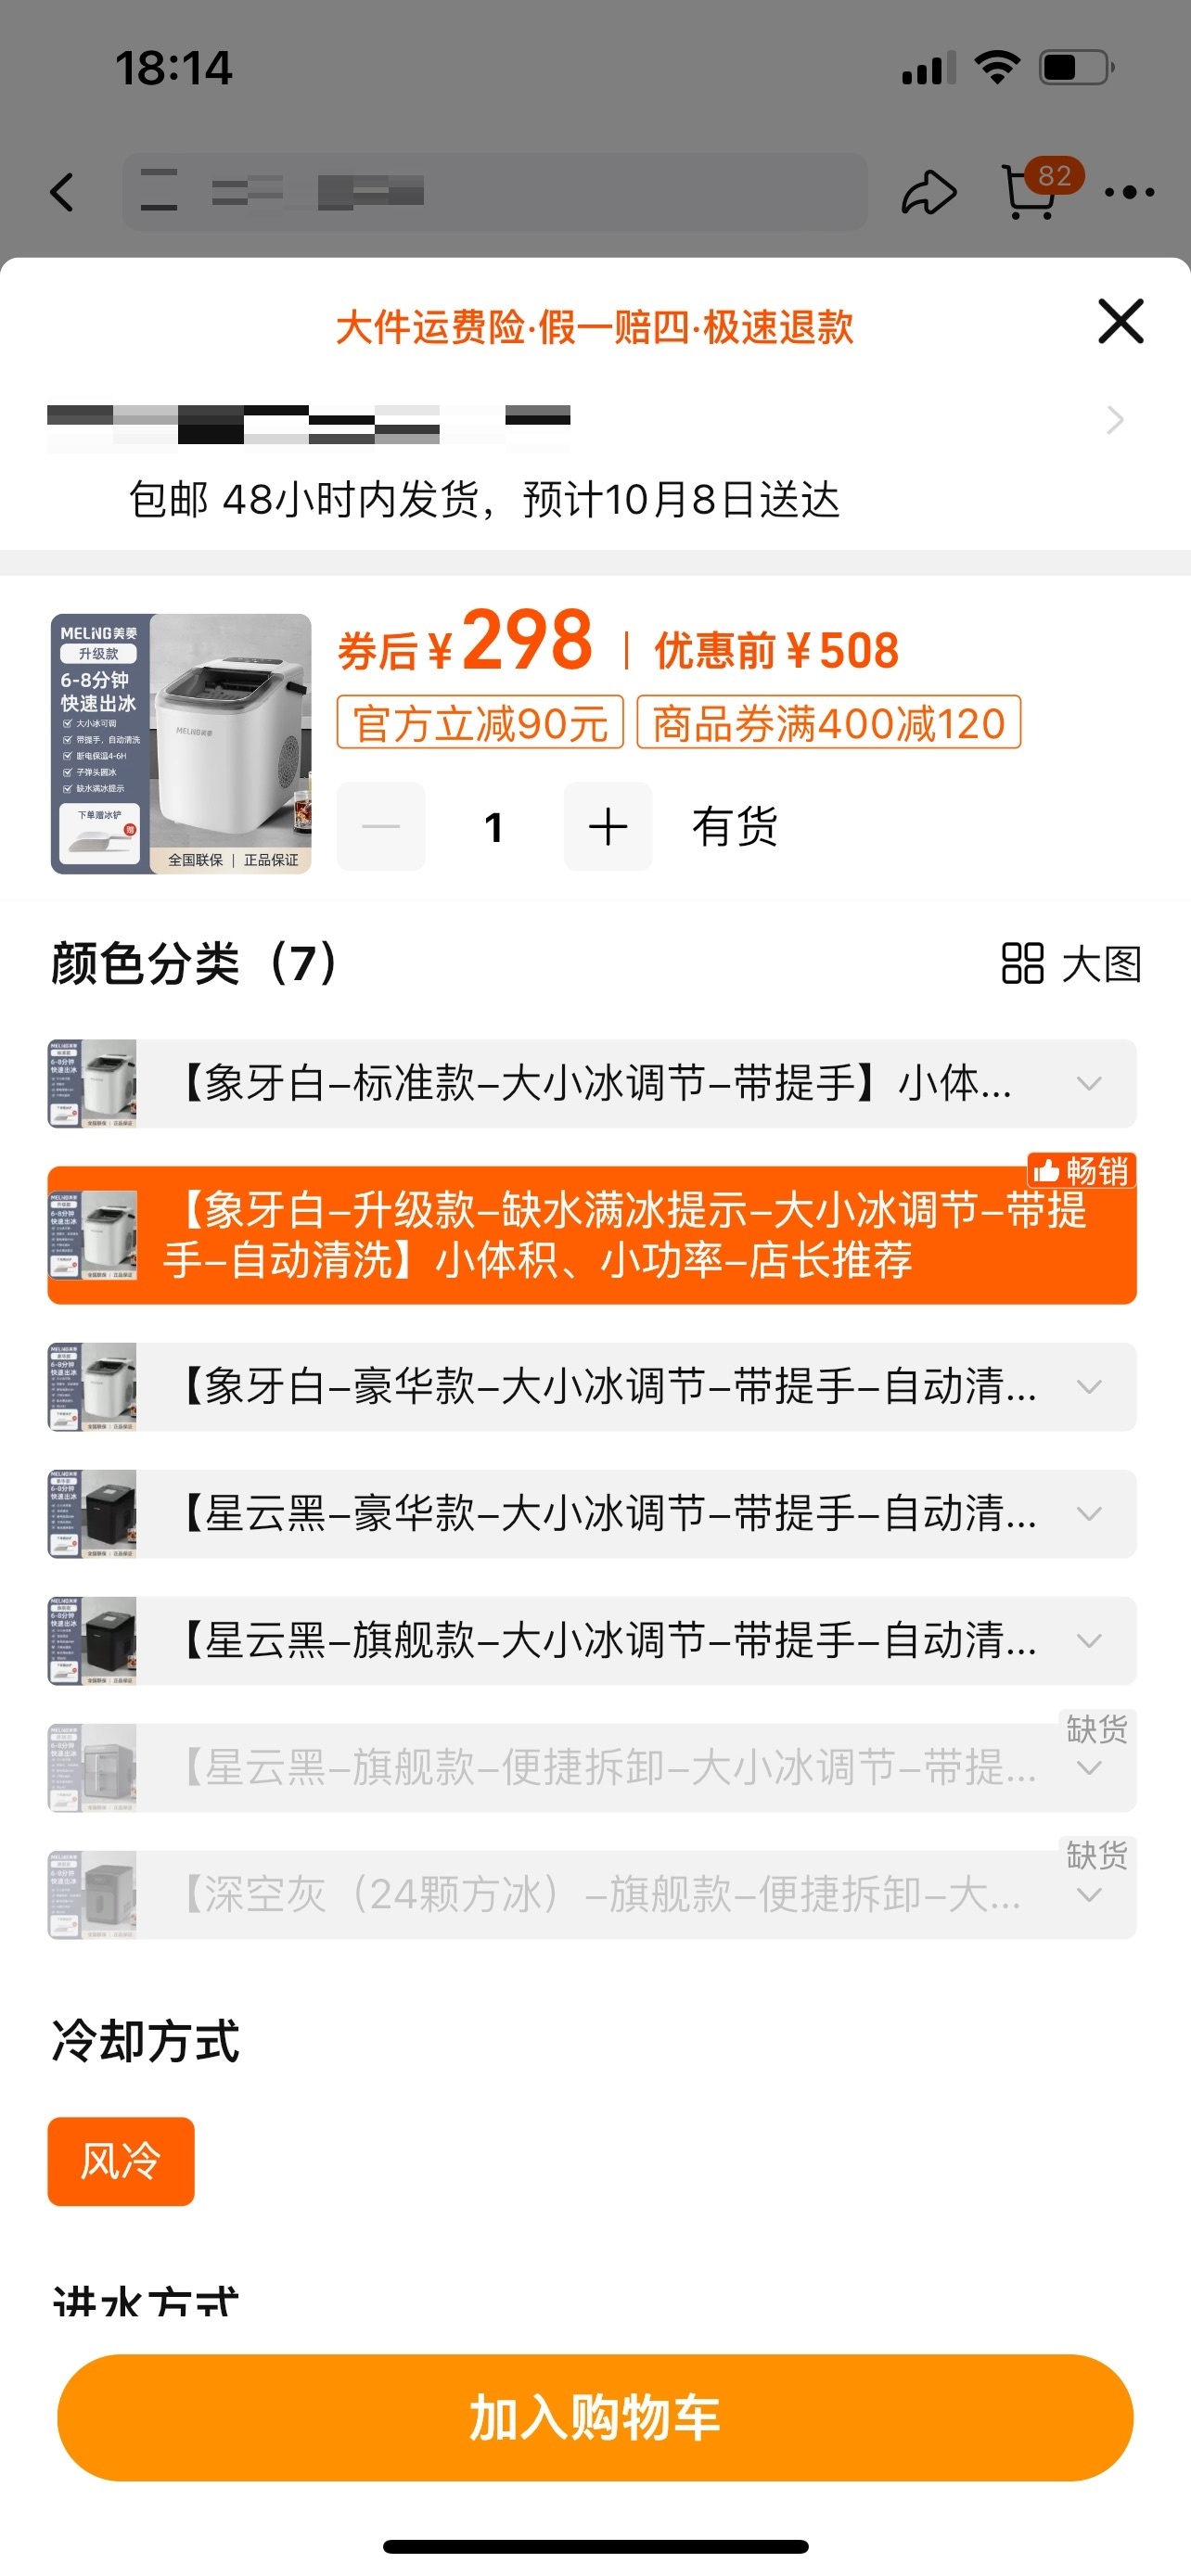 18:14
82
大件运费险·假一赔四·极速退款
包邮 48小时内发货，预计10月8日送达
MELING美菱
升级款
6-8分钟
快速出冰
大小冰可调
带提手，自动清洗
断电保温4-6H
子弹头圆冰
缺水满冰提示
下单赠冰铲
赠
MELING美菱
全国联保 | 正品保证
券后¥298 | 优惠前¥508
官方立减90元 商品券满400减120
1 有货
颜色分类（7） 大图
【象牙白–标准款–大小冰调节–带提手】小体...
畅销
【象牙白–升级款–缺水满冰提示–大小冰调节–带提
手–自动清洗】小体积、小功率–店长推荐
【象牙白–豪华款–大小冰调节–带提手–自动清...
【星云黑–豪华款–大小冰调节–带提手–自动清...
【星云黑–旗舰款–大小冰调节–带提手–自动清...
缺货
【星云黑–旗舰款–便捷拆卸–大小冰调节–带提...
缺货
【深空灰（24颗方冰）–旗舰款–便捷拆卸–大...
冷却方式
风冷
进水方式
加入购物车